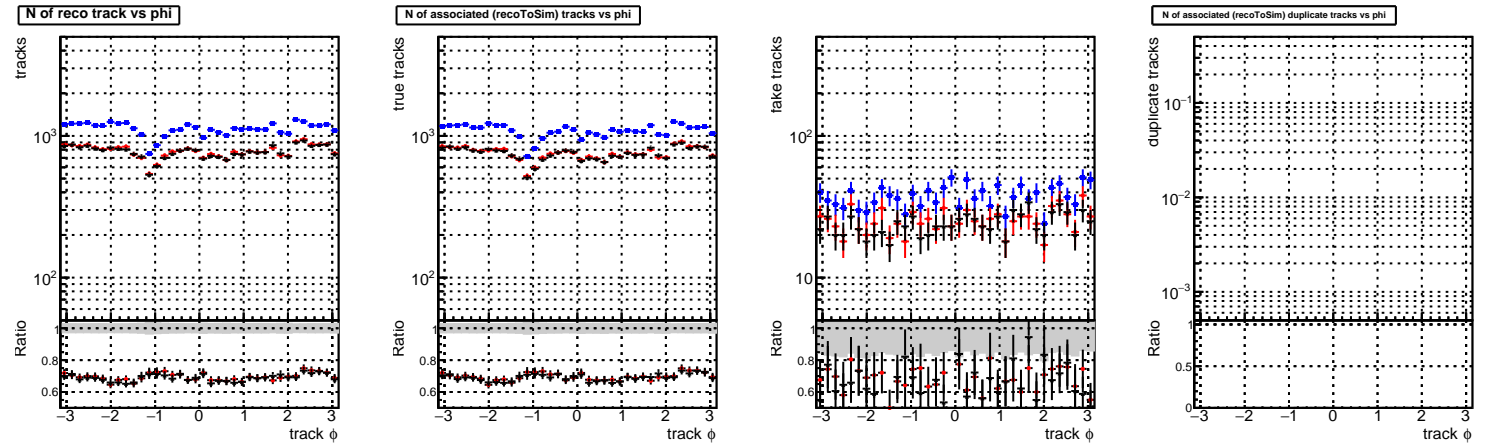 N of reco track vs phi
tracks
10³
10²
Ratio
1
0.8
0.6
−3 −2 −1 0 1 2 3
track ϕ
N of associated (recoToSim) tracks vs phi
true tracks
10³
10²
Ratio
1
0.8
0.6
−3 −2 −1 0 1 2 3
track ϕ
fake tracks
10²
10
Ratio
1
0.8
0.6
−3 −2 −1 0 1 2 3
track ϕ
N of associated (recoToSim) duplicate tracks vs phi
duplicate tracks
10⁻¹
10⁻²
10⁻³
Ratio
1
0.5
0
−3 −2 −1 0 1 2 3
track ϕ